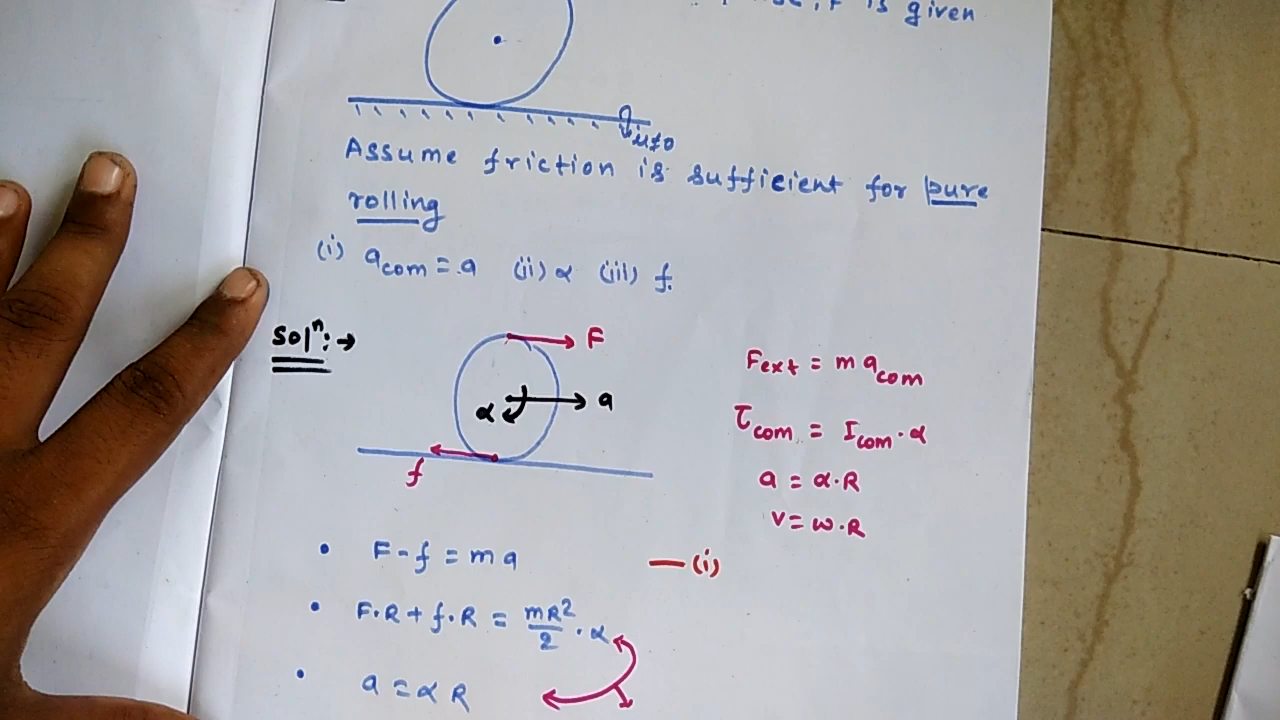 is given
μ≠0
Assume friction is sufficient for pure
rolling
(i) acom = a (ii) α (iii) f.
Solⁿ:→
F
a
α
f
Fext = m acom
τcom = Icom·α
a = α·R
v = ω·R
• F-f = ma —(i)
• F·R + f·R = mR²/2 ·α
• a = αR